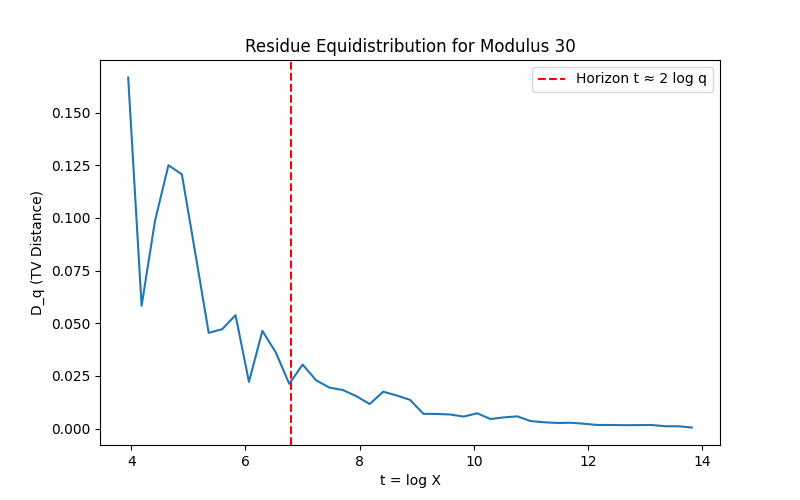 Residue Equidistribution for Modulus 30
Horizon t ≈ 2 log q
D_q (TV Distance)
0.150
0.125
0.100
0.075
0.050
0.025
0.000
4 6 8 10 12 14
t = log X